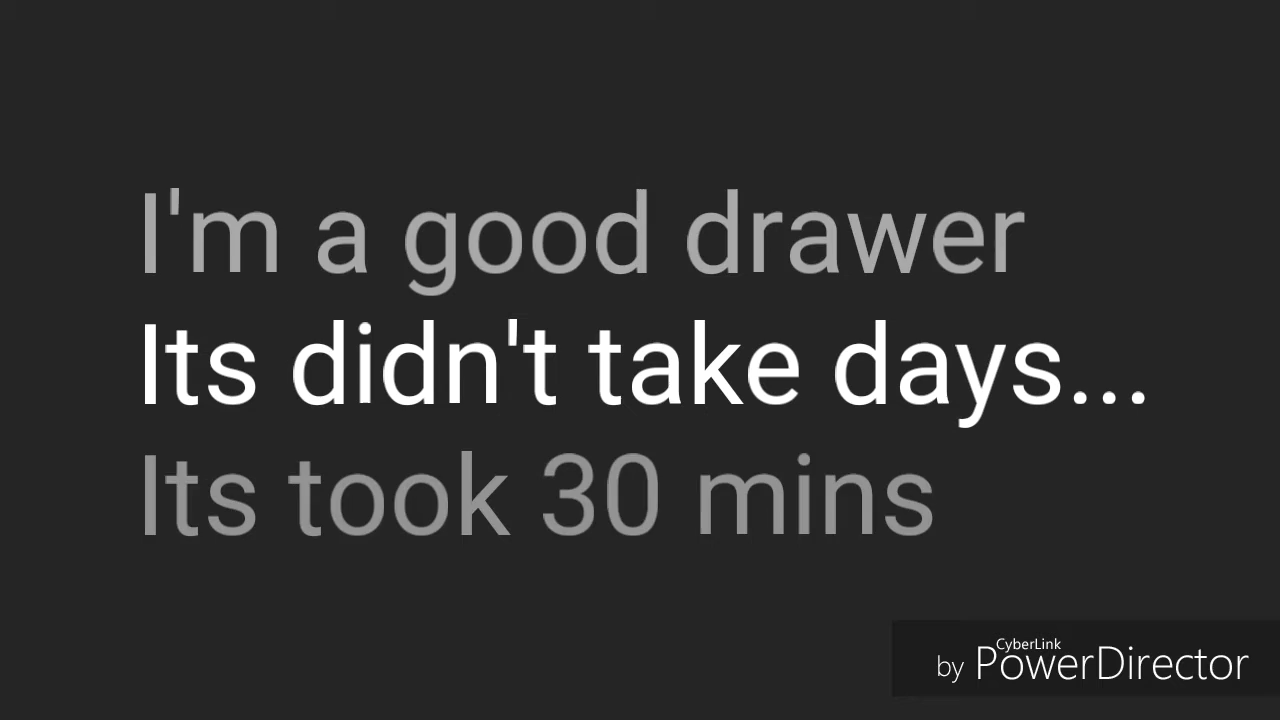 I'm a good drawer
Its didn't take days...
Its took 30 mins
CyberLink
by PowerDirector